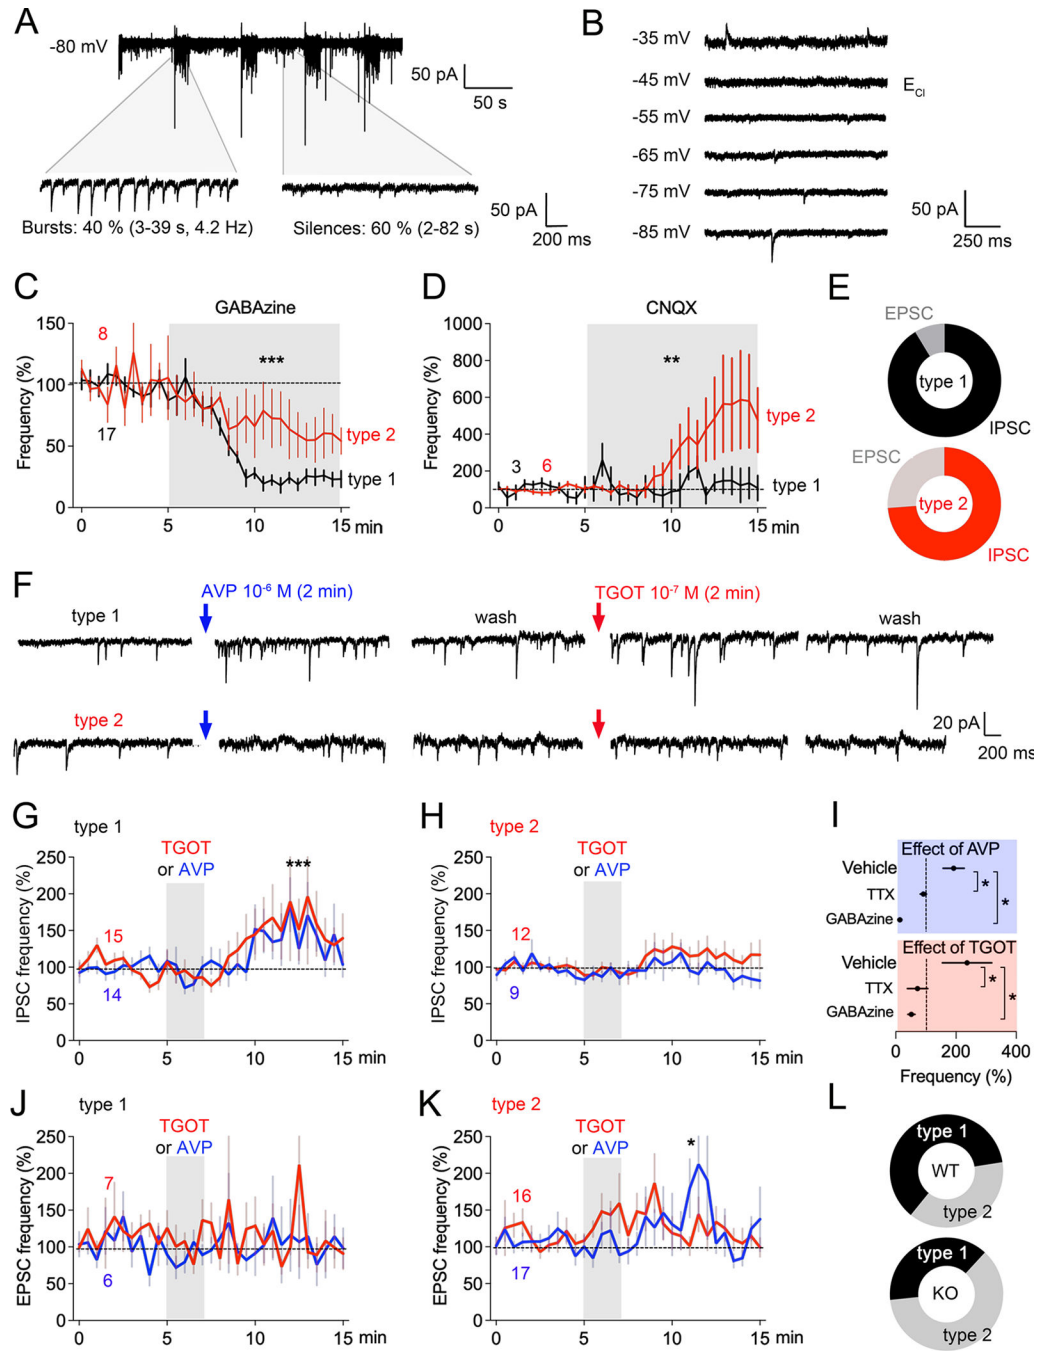 A
-80 mV
50 pA
50 s
Bursts: 40 % (3-39 s, 4.2 Hz)
Silences: 60 % (2-82 s)
50 pA
200 ms
B
-35 mV
-45 mV
E_Cl
-55 mV
-65 mV
-75 mV
-85 mV
50 pA
250 ms
C
GABAzine
Frequency (%)
150
100
50
0
8
17
***
type 2
type 1
0
5
10
15 min
D
CNQX
Frequency (%)
1000
800
600
400
200
0
3
6
**
type 2
type 1
0
5
10
15 min
E
EPSC
type 1
IPSC
EPSC
type 2
IPSC
F
AVP 10⁻⁶ M (2 min)
TGOT 10⁻⁷ M (2 min)
type 1
wash
wash
type 2
20 pA
200 ms
G
type 1
TGOT
or AVP
***
IPSC frequency (%)
250
200
150
100
50
0
15
14
0
5
10
15 min
H
type 2
TGOT
or AVP
IPSC frequency (%)
250
200
150
100
50
0
12
9
0
5
10
15 min
I
Effect of AVP
Vehicle
TTX
GABAzine
*
*
Effect of TGOT
Vehicle
TTX
GABAzine
*
*
0
200
400
Frequency (%)
J
type 1
TGOT
or AVP
EPSC frequency (%)
250
200
150
100
50
0
7
6
0
5
10
15 min
K
type 2
TGOT
or AVP
*
EPSC frequency (%)
250
200
150
100
50
0
16
17
0
5
10
15 min
L
type 1
WT
type 2
type 1
KO
type 2